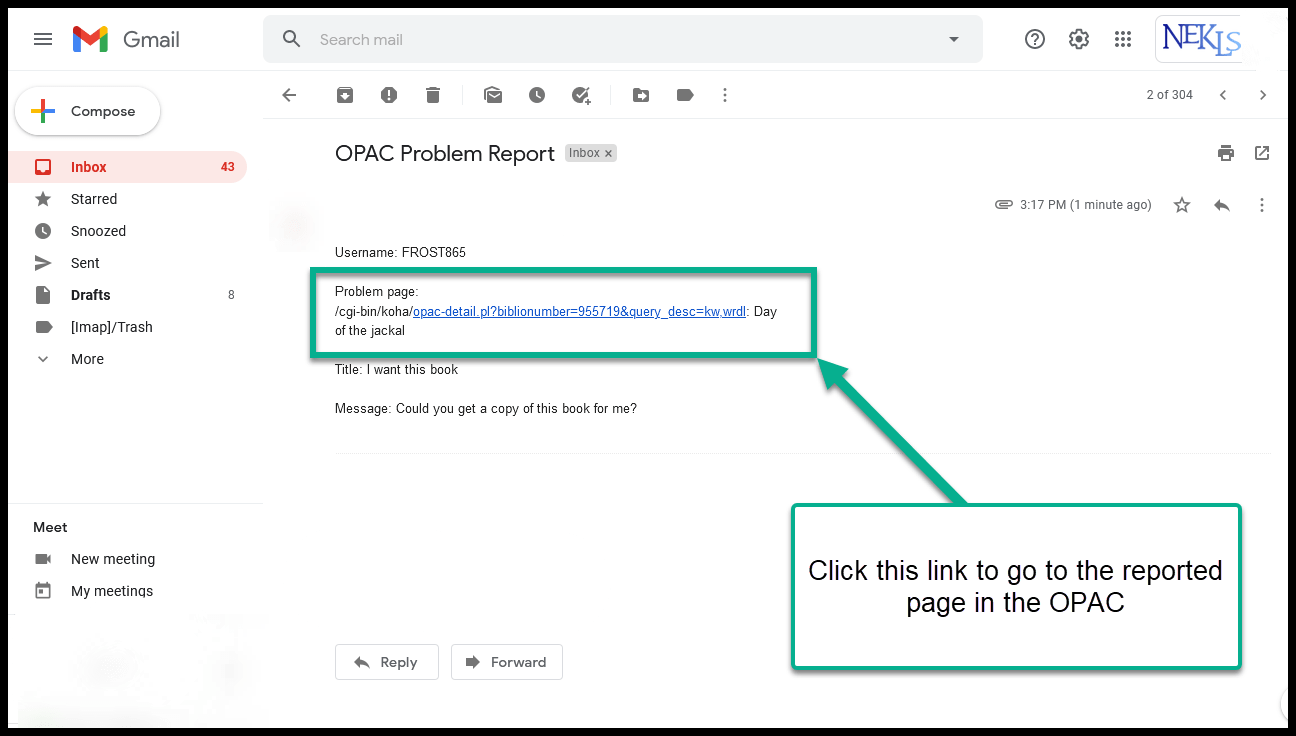 Gmail
Search mail
NEKLS
Compose
2 of 304
Inbox 43
Starred
Snoozed
Sent
Drafts 8
[Imap]/Trash
More
OPAC Problem Report Inbox ×
3:17 PM (1 minute ago)
Username: FROST865
Problem page:
/cgi-bin/koha/opac-detail.pl?biblionumber=955719&query_desc=kw,wrdl: Day
of the jackal
Title: I want this book
Message: Could you get a copy of this book for me?
Meet
New meeting
My meetings
Click this link to go to the reported
page in the OPAC
Reply Forward